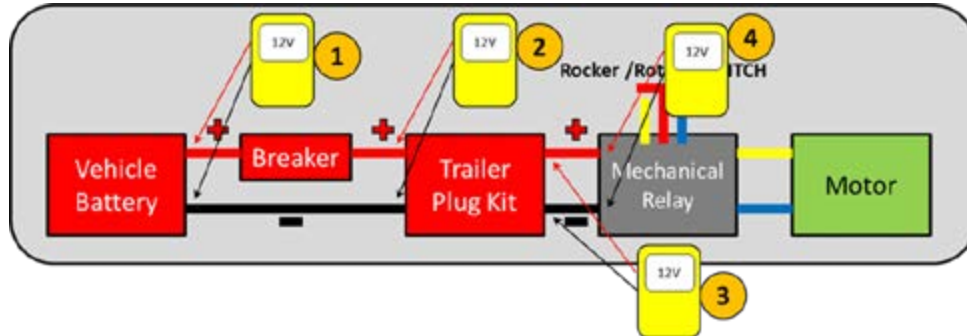 12V
1
12V
2
12V
4
Rocker /Rot
ITCH
Vehicle
Battery
Breaker
Trailer
Plug Kit
Mechanical
Relay
Motor
12V
3